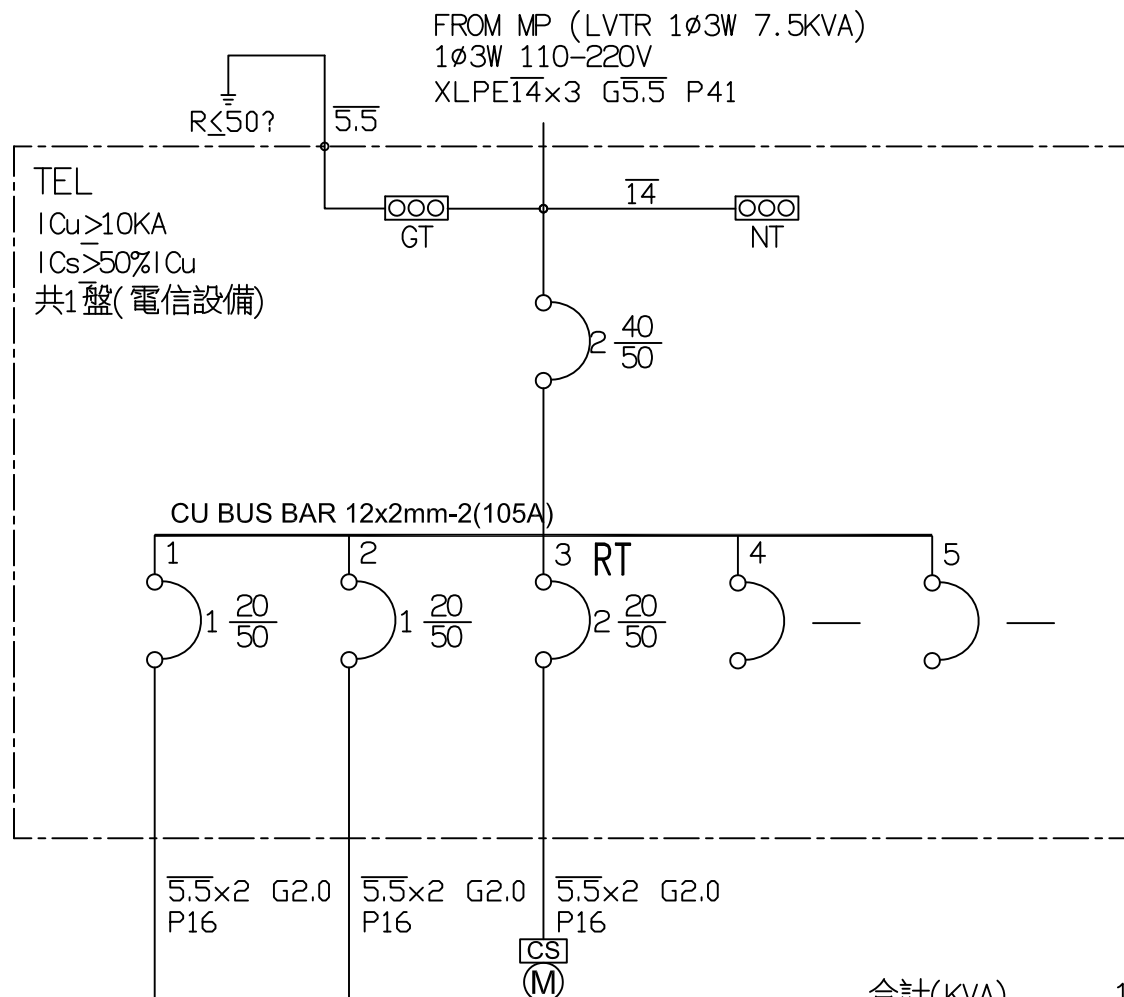 FROM MP (LVTR 1ø3W 7.5KVA)
1ø3W 110-220V
XLPE14×3 G5.5 P41
R≤50?
5.5
TEL
ICu≥10KA
ICs≥50%ICu
共1盤(電信設備)
14
GT
NT
2 40/50
CU BUS BAR 12x2mm-2(105A)
1 2 3 RT 4 5
1 20/50 1 20/50 2 20/50
5.5×2 G2.0 5.5×2 G2.0 5.5×2 G2.0
P16 P16 P16
CS
M
合計(KVA) 1